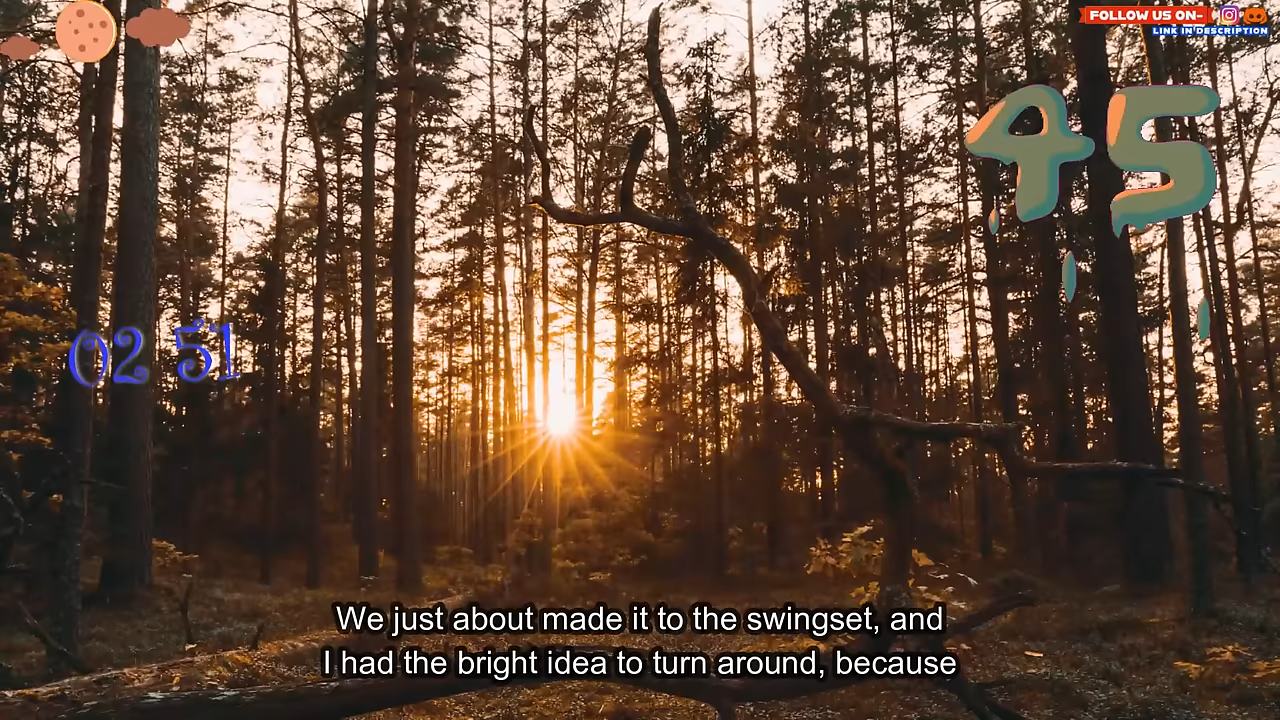 FOLLOW US ON-
LINK IN DESCRIPTION
45
02 51
We just about made it to the swingset, and
I had the bright idea to turn around, because